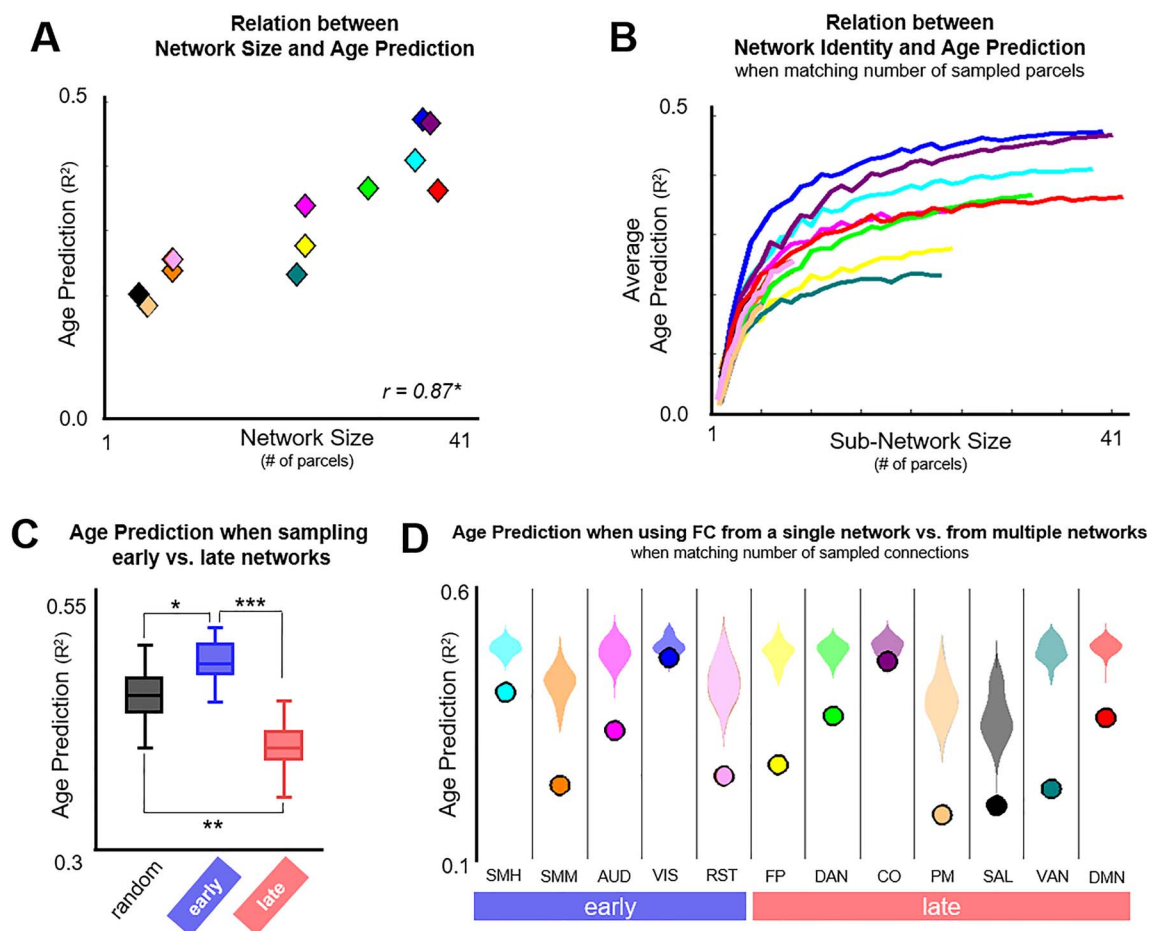 A
Relation between
Network Size and Age Prediction
0.5
Age Prediction (R²)
0.0
r = 0.87*
1
Network Size
41
(# of parcels)
B
Relation between
Network Identity and Age Prediction
when matching number of sampled parcels
0.5
Average
Age Prediction (R²)
0.0
1
Sub-Network Size
41
(# of parcels)
C
Age Prediction when sampling
early vs. late networks
0.55
Age Prediction (R²)
0.3
*
***
**
random
early
late
D
Age Prediction when using FC from a single network vs. from multiple networks
when matching number of sampled connections
0.6
Age Prediction (R²)
0.1
SMH SMM AUD VIS RST FP DAN CO PM SAL VAN DMN
early late